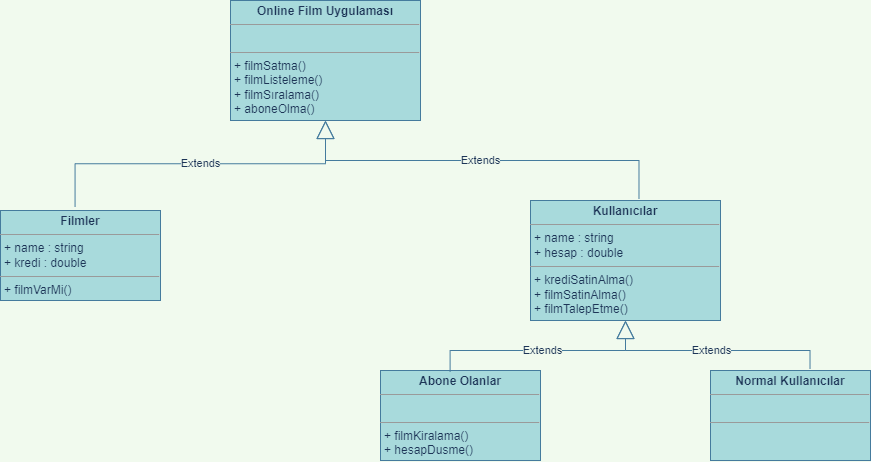 Online Film Uygulaması
+ filmSatma()
+ filmListeleme()
+ filmSıralama()
+ aboneOlma()
Extends
Extends
Filmler
+ name : string
+ kredi : double
+ filmVarMi()
Kullanıcılar
+ name : string
+ hesap : double
+ krediSatinAlma()
+ filmSatinAlma()
+ filmTalepEtme()
Extends
Extends
Abone Olanlar
+ filmKiralama()
+ hesapDusme()
Normal Kullanıcılar